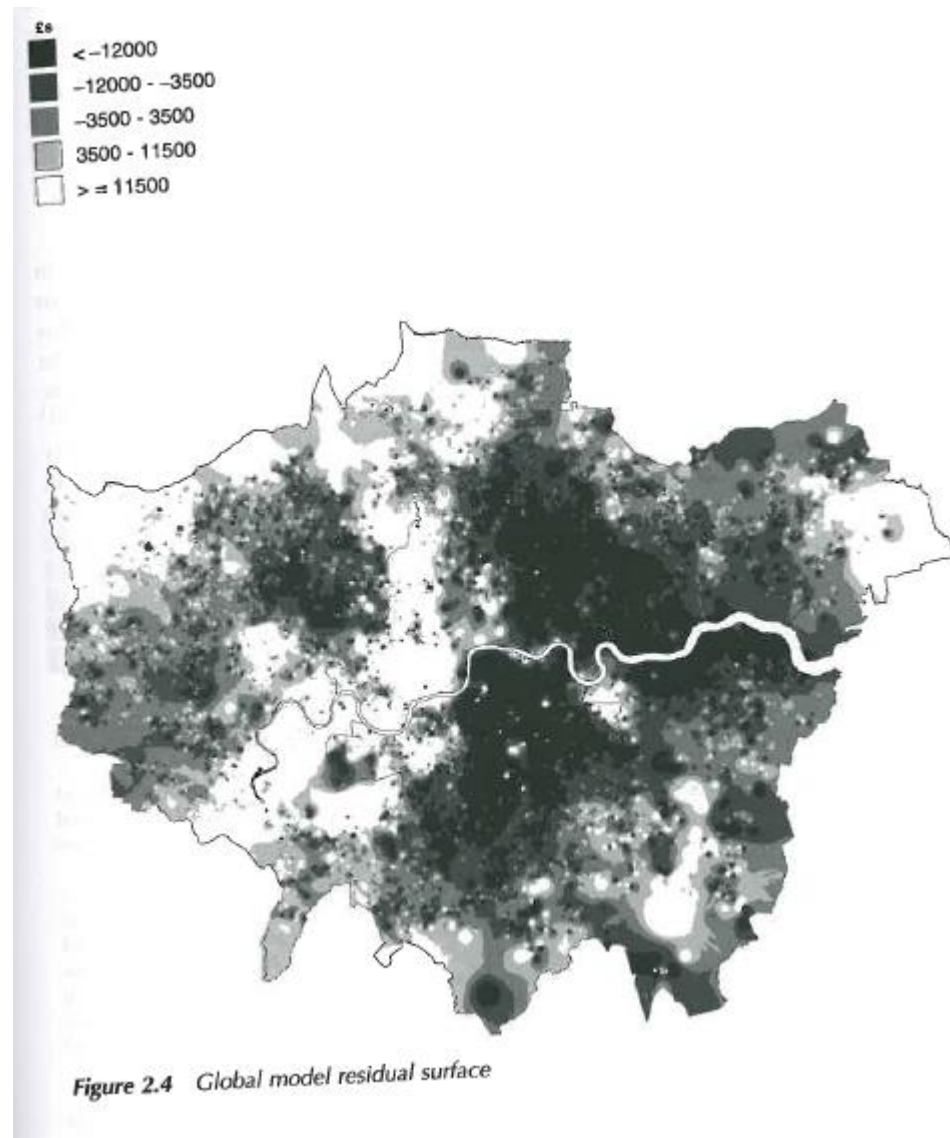 £s
< -12000
-12000 - -3500
-3500 - 3500
3500 - 11500
> = 11500
Figure 2.4 Global model residual surface